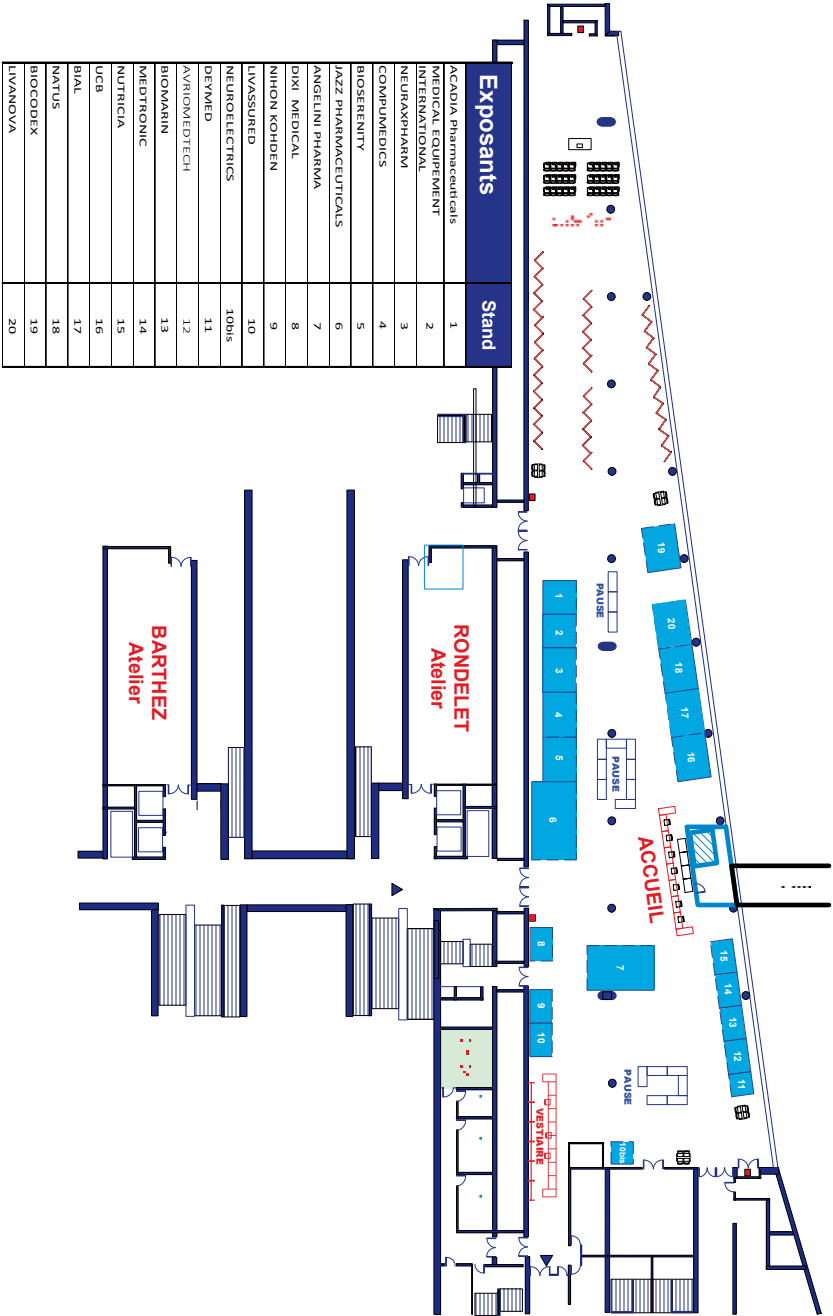 Exposants Stand
ACADIA Pharmaceuticals 1
MEDICAL EQUIPEMENT
INTERNATIONAL 2
NEURAXPHARM 3
COMPUMEDICS 4
BIOSERENITY 5
JAZZ PHARMACEUTICALS 6
ANGELINI PHARMA 7
DIXI MEDICAL 8
NIHON KOHDEN 9
LIVASSURED 10
NEUROELECTRICS 10bis
DEYMED 11
AVRIOMEDTECH 12
BIOMARIN 13
MEDTRONIC 14
NUTRICIA 15
UCB 16
BIAL 17
NATUS 18
BIOCODEX 19
LIVANOVA 20
19
20
18
17
16
PAUSE
1
2
3
4
5
6
PAUSE
ACCUEIL
RONDELET
Atelier
BARTHEZ
Atelier
15
14
13
12
11
7
8
9
10
PAUSE
VESTIAIRE
10bis